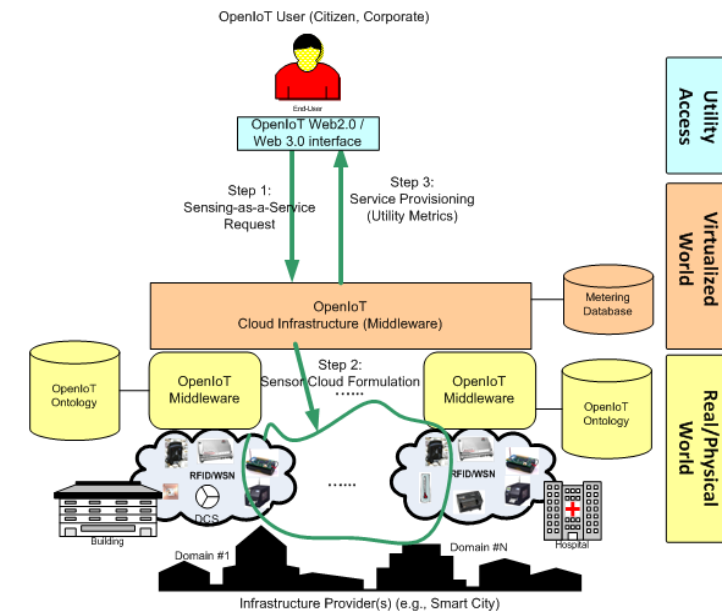 OpenIoT User (Citizen, Corporate)
End-User
OpenIoT Web2.0 /
Web 3.0 interface
Utility
Access
Step 1:
Sensing-as-a-Service
Request
Step 3:
Service Provisioning
(Utility Metrics)
Virtualized
World
OpenIoT
Cloud Infrastructure (Middleware)
Metering
Database
OpenIoT
Ontology
OpenIoT
Middleware
Step 2:
Sensor Cloud Formulation
......
OpenIoT
Middleware
OpenIoT
Ontology
Real/Physical
World
RFID/WSN
DCS
......
RFID/WSN
Building
Hospital
Domain #1
Domain #N
Infrastructure Provider(s) (e.g., Smart City)